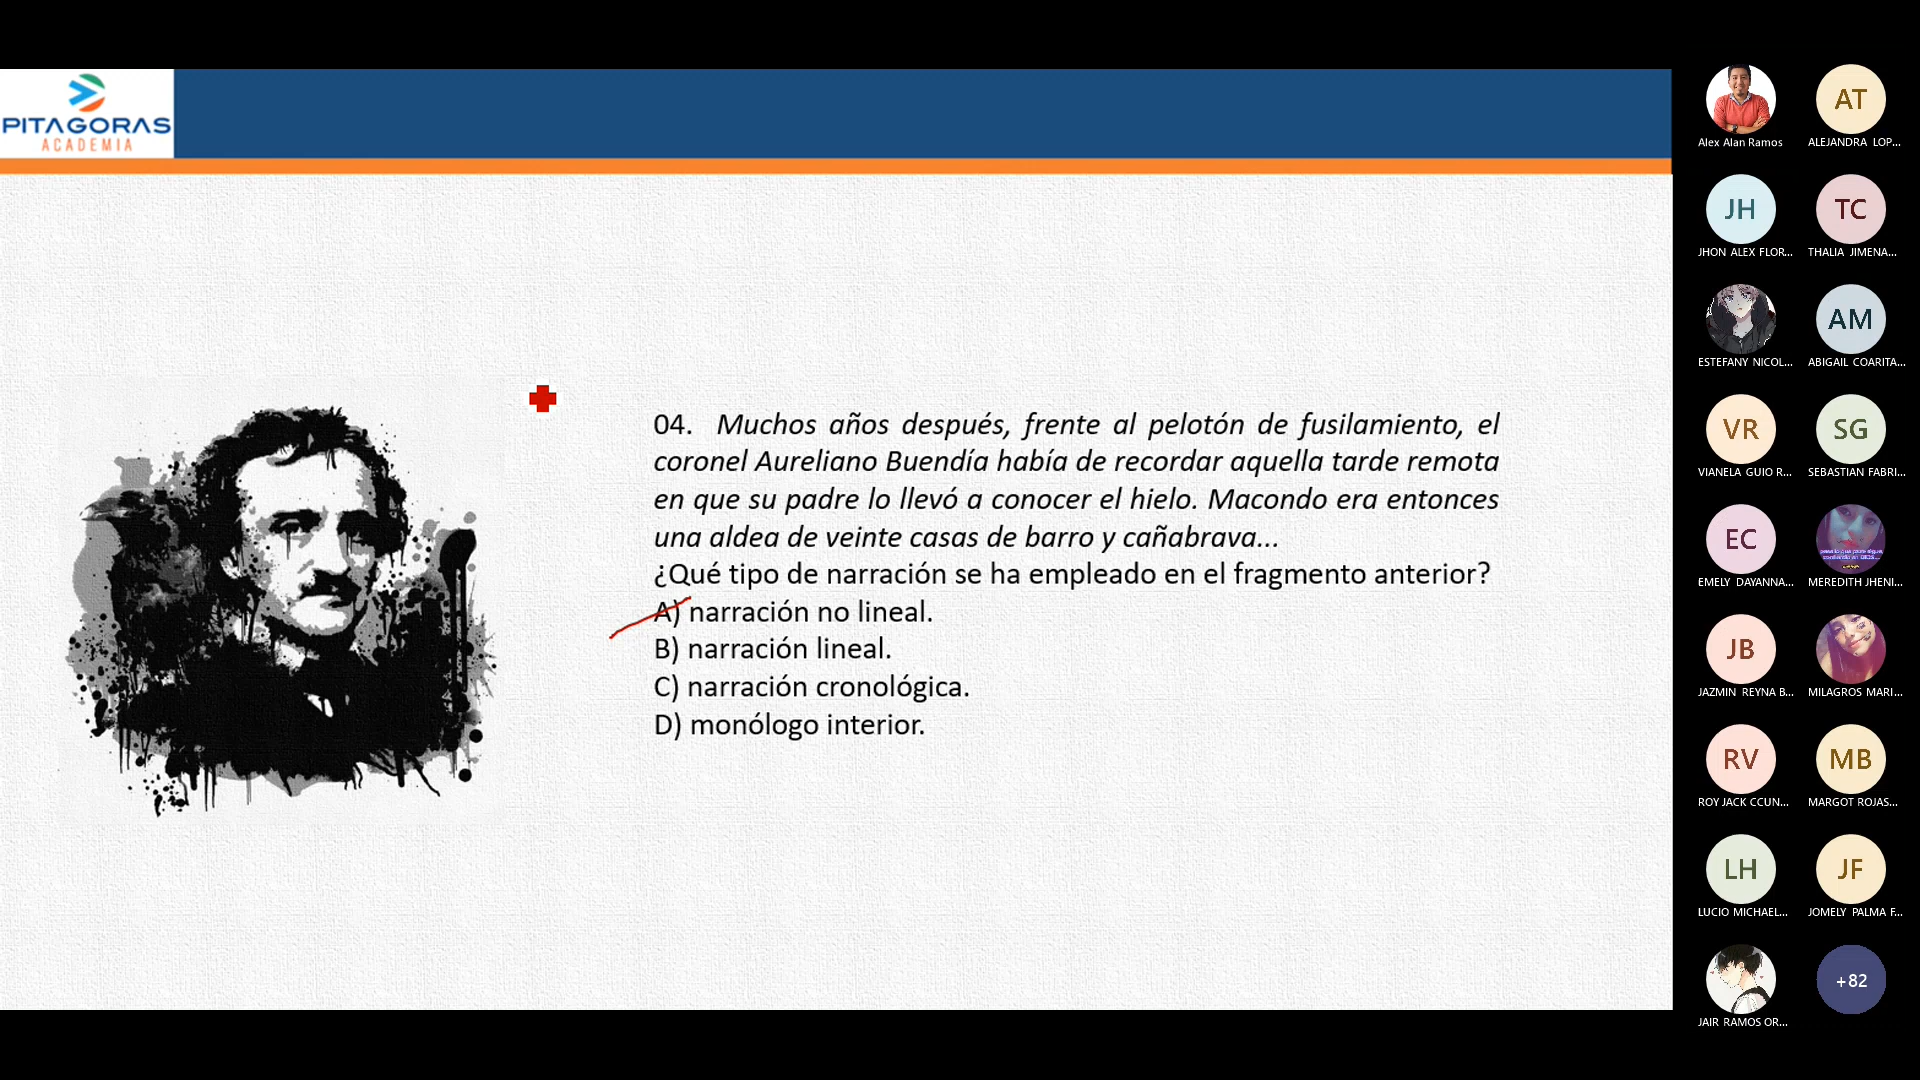 PITAGORAS
ACADEMIA
04. Muchos años después, frente al pelotón de fusilamiento, el
coronel Aureliano Buendía había de recordar aquella tarde remota
en que su padre lo llevó a conocer el hielo. Macondo era entonces
una aldea de veinte casas de barro y cañabrava...
¿Qué tipo de narración se ha empleado en el fragmento anterior?
A) narración no lineal.
B) narración lineal.
C) narración cronológica.
D) monólogo interior.
Alex Alan Ramos
AT
ALEJANDRA LOP...
JH
JHON ALEX FLOR...
TC
THALIA JIMENA...
ESTEFANY NICOL...
AM
ABIGAIL COARITA...
VR
VIANELA GUIO R...
SG
SEBASTIAN FABRI...
EC
EMELY DAYANNA...
MEREDITH JHENI...
JB
JAZMIN REYNA B...
MILAGROS MARI...
RV
ROY JACK CCUN...
MB
MARGOT ROJAS...
LH
LUCIO MICHAEL...
JF
JOMELY PALMA F...
JAIR RAMOS OR...
+82